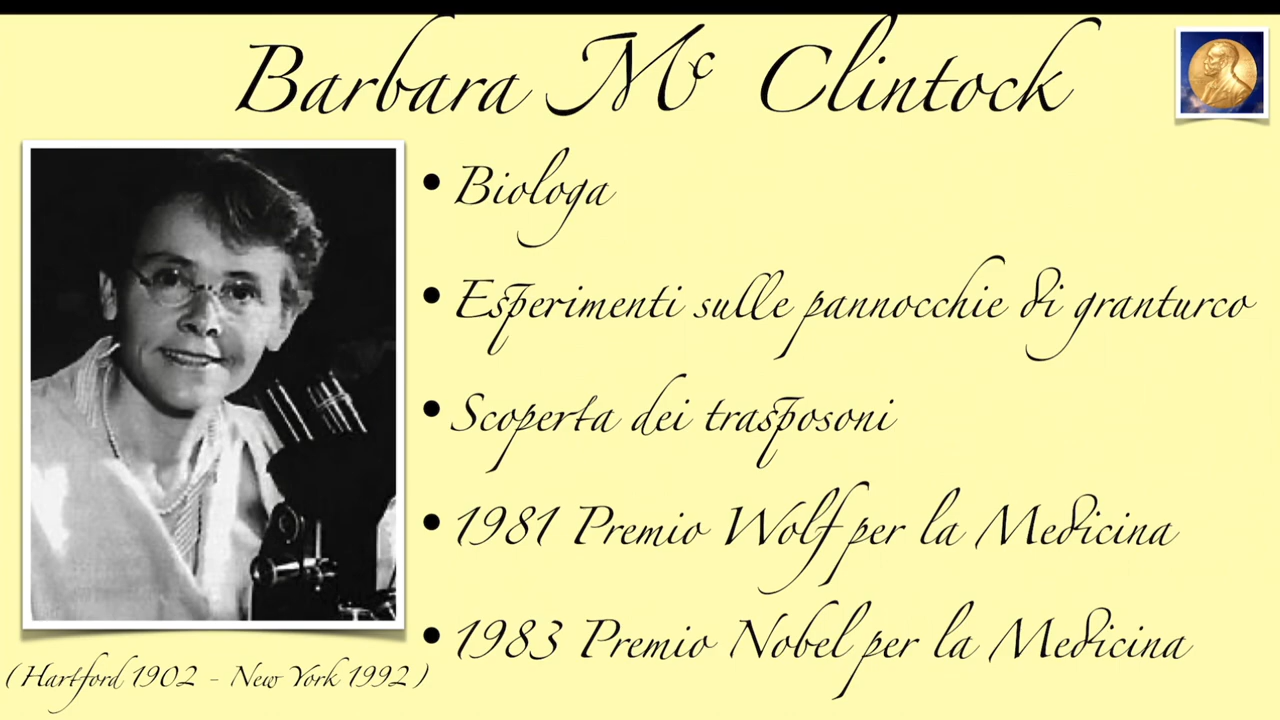 Barbara Mc Clintock
• Biologa
• Esperimenti sulle pannocchie di granturco
• Scoperta dei trasposoni
• 1981 Premio Wolf per la Medicina
• 1983 Premio Nobel per la Medicina
(Hartford 1902 - New York 1992)